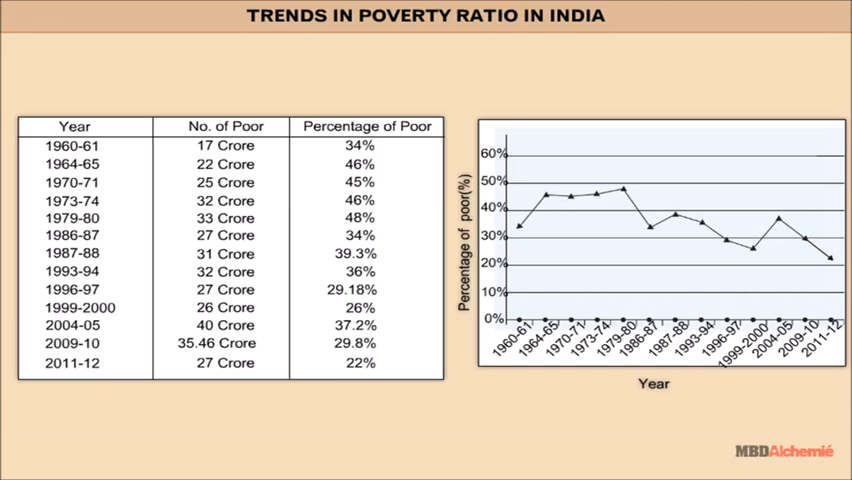 TRENDS IN POVERTY RATIO IN INDIA
Year No. of Poor Percentage of Poor
1960-61 17 Crore 34%
1964-65 22 Crore 46%
1970-71 25 Crore 45%
1973-74 32 Crore 46%
1979-80 33 Crore 48%
1986-87 27 Crore 34%
1987-88 31 Crore 39.3%
1993-94 32 Crore 36%
1996-97 27 Crore 29.18%
1999-2000 26 Crore 26%
2004-05 40 Crore 37.2%
2009-10 35.46 Crore 29.8%
2011-12 27 Crore 22%
Percentage of poor(%)
60%
50%
40%
30%
20%
10%
0%
1960-61 1964-65 1970-71 1973-74 1979-80 1986-87 1987-88 1993-94 1996-97 1999-2000 2004-05 2009-10 2011-12
Year
MBDAlchemié